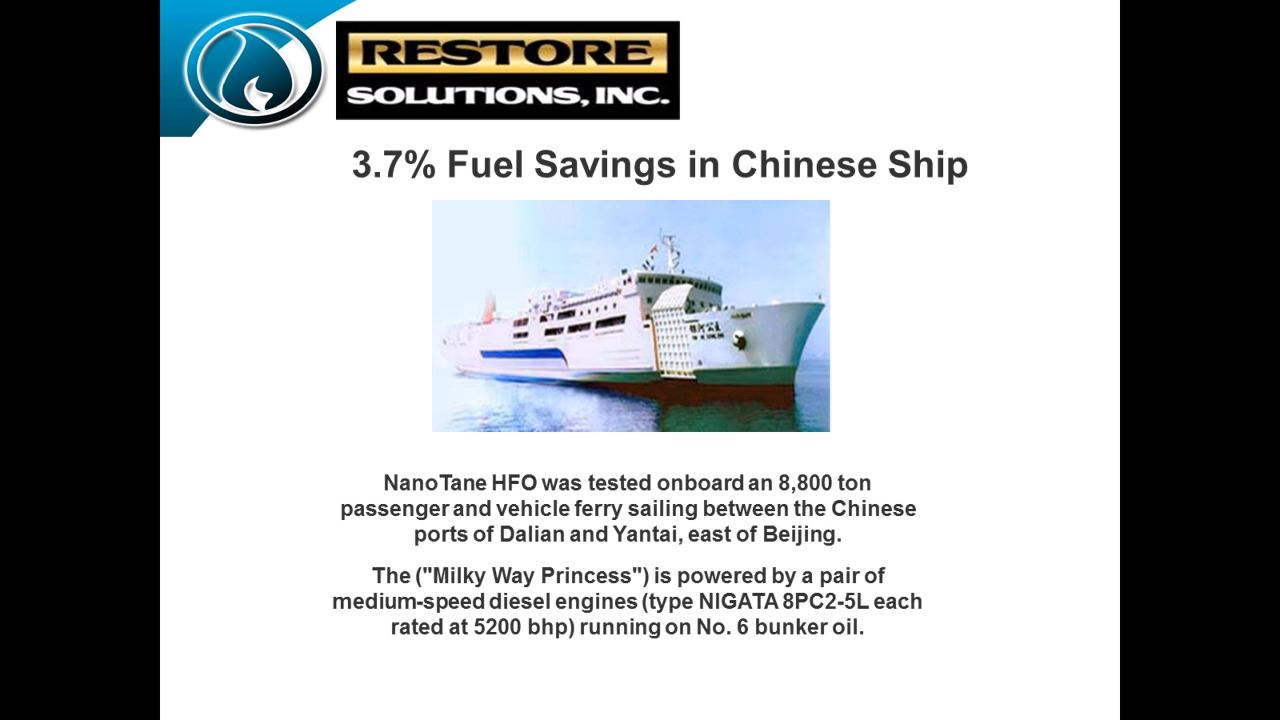 RESTORE
SOLUTIONS, INC.
3.7% Fuel Savings in Chinese Ship
NanoTane HFO was tested onboard an 8,800 ton
passenger and vehicle ferry sailing between the Chinese
ports of Dalian and Yantai, east of Beijing.
The ("Milky Way Princess") is powered by a pair of
medium-speed diesel engines (type NIGATA 8PC2-5L each
rated at 5200 bhp) running on No. 6 bunker oil.